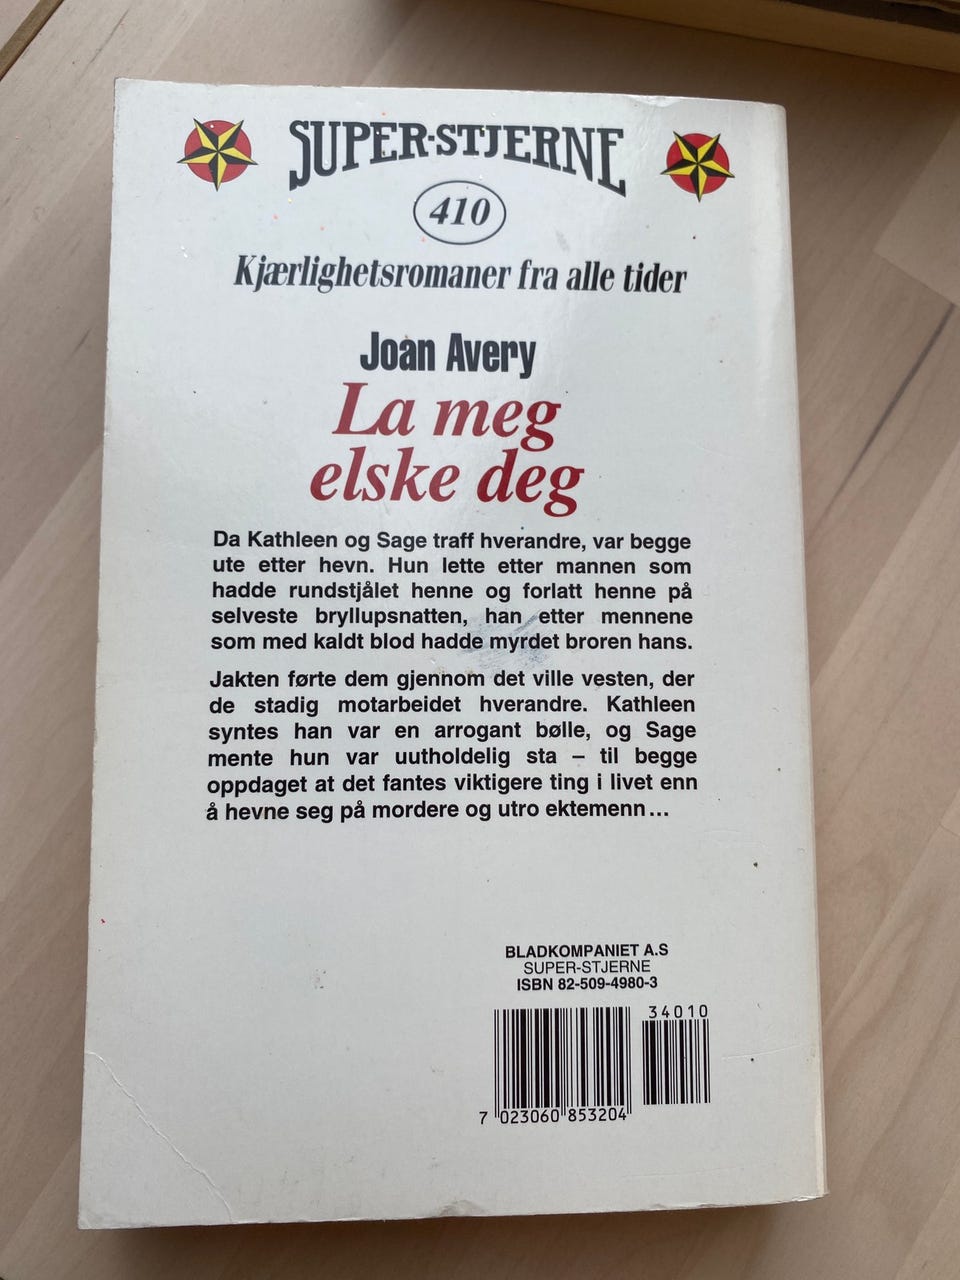 SUPER-STJERNE
410
Kjærlighetsromaner fra alle tider
Joan Avery
La meg
elske deg
Da Kathleen og Sage traff hverandre, var begge
ute etter hevn. Hun lette etter mannen som
hadde rundstjålet henne og forlatt henne på
selveste bryllupsnatten, han etter mennene
som med kaldt blod hadde myrdet broren hans.
Jakten førte dem gjennom det ville vesten, der
de stadig motarbeidet hverandre. Kathleen
syntes han var en arrogant bølle, og Sage
mente hun var uutholdelig sta – til begge
oppdaget at det fantes viktigere ting i livet enn
å hevne seg på mordere og utro ektemenn...
BLADKOMPANIET A.S
SUPER-STJERNE
ISBN 82-509-4980-3
34010
7 023060 853204